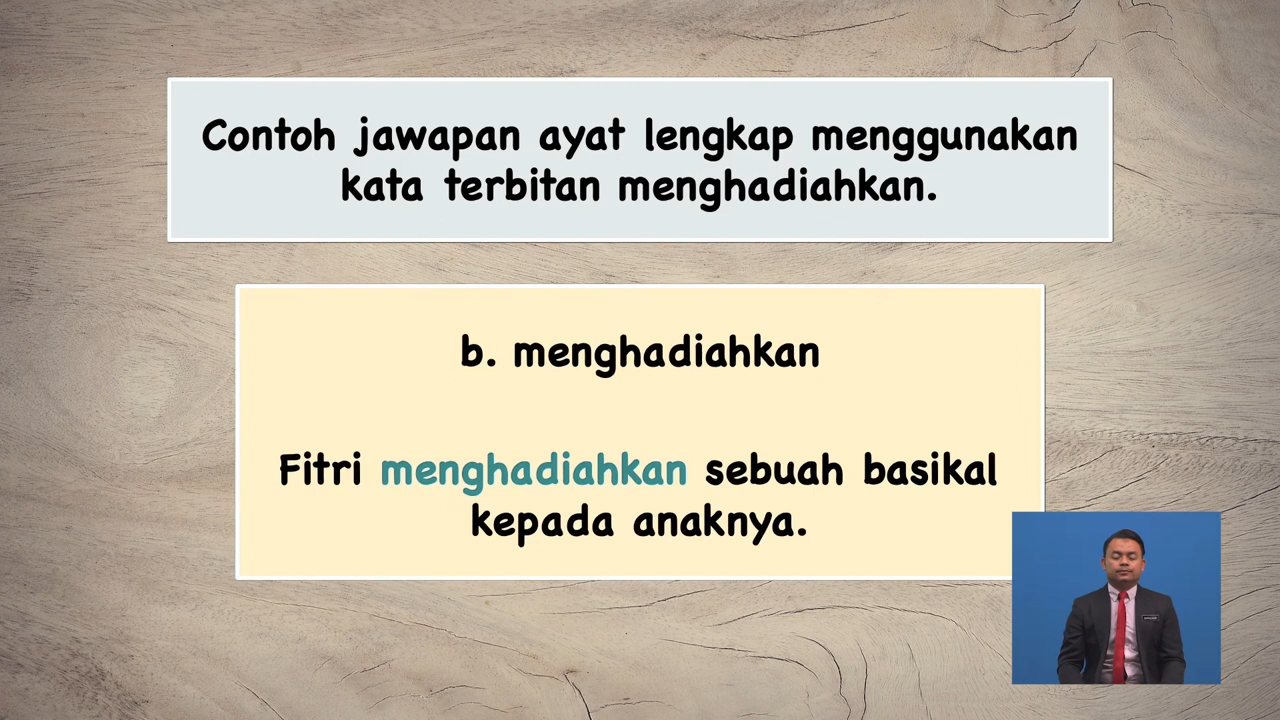 Contoh jawapan ayat lengkap menggunakan
kata terbitan menghadiahkan.
b. menghadiahkan
Fitri menghadiahkan sebuah basikal
kepada anaknya.